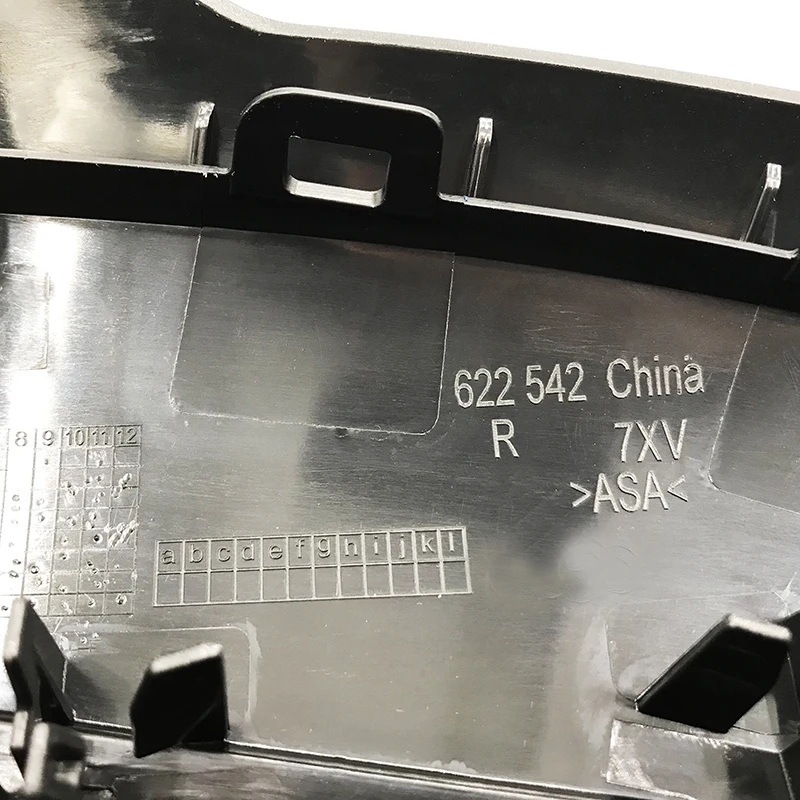 622 542 China
R 7XV
>ASA<
8 9 10 11 12
a b c d e f g h i j k l